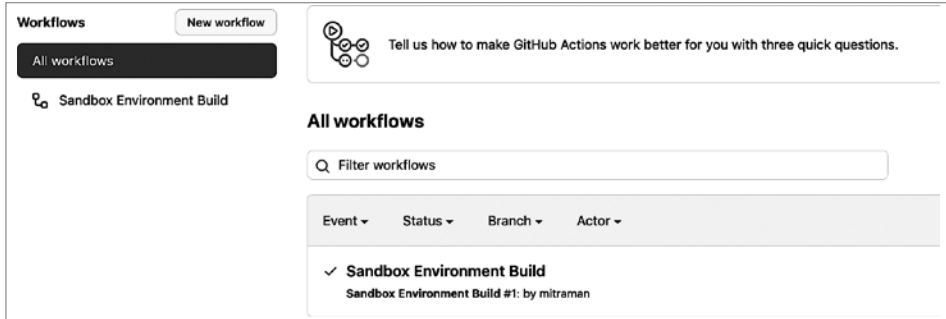 Workflows
New workflow
All workflows
Sandbox Environment Build
Tell us how to make GitHub Actions work better for you with three quick questions.
All workflows
Filter workflows
Event Status Branch Actor
Sandbox Environment Build
Sandbox Environment Build #1: by mitraman